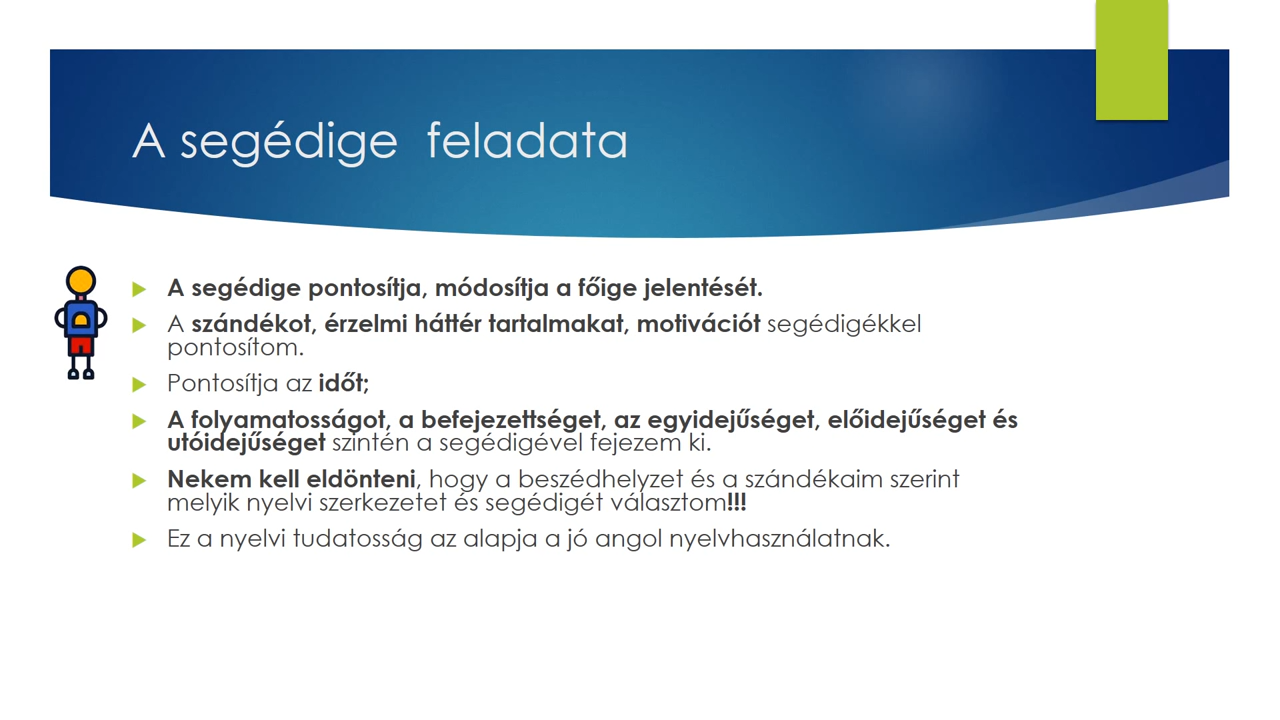 A segédige  feladata
A segédige pontosítja, módosítja a főige jelentését.
A szándékot, érzelmi háttér tartalmakat, motivációt segédigékkel
pontosítom.
Pontosítja az időt;
A folyamatosságot, a befejezettséget, az egyidejűséget, előidejűséget és
utóidejűséget szintén a segédigével fejezem ki.
Nekem kell eldönteni, hogy a beszédhelyzet és a szándékaim szerint
melyik nyelvi szerkezetet és segédigét választom!!!
Ez a nyelvi tudatosság az alapja a jó angol nyelvhasználatnak.